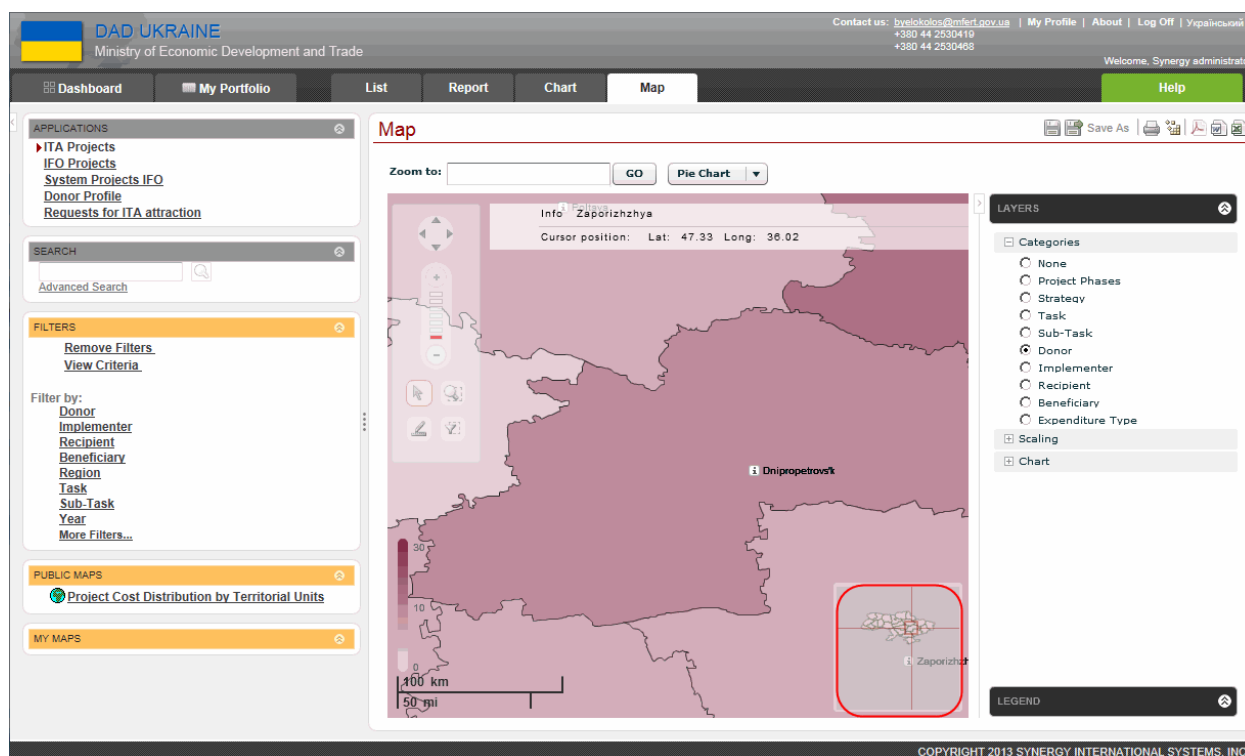 DAD UKRAINE
Ministry of Economic Development and Trade
Contact us: byelokolos@mfert.gov.ua | My Profile | About | Log Off | Український
+380 44 2530419
+380 44 2530468
Welcome, Synergy administrato
Dashboard My Portfolio List Report Chart Map Help
APPLICATIONS
ITA Projects
IFO Projects
System Projects IFO
Donor Profile
Requests for ITA attraction
SEARCH
Advanced Search
FILTERS
Remove Filters
View Criteria
Filter by:
Donor
Implementer
Recipient
Beneficiary
Region
Task
Sub-Task
Year
More Filters...
PUBLIC MAPS
Project Cost Distribution by Territorial Units
MY MAPS
Map
Save As
Zoom to: GO Pie Chart
Poltava
Info Zaporizhzhya
Cursor position: Lat: 47.33 Long: 36.02
Dnipropetrovs'k
30
10
0
100 km
50 mi
Zaporizhzh
LAYERS
Categories
None
Project Phases
Strategy
Task
Sub-Task
Donor
Implementer
Recipient
Beneficiary
Expenditure Type
Scaling
Chart
LEGEND
COPYRIGHT 2013 SYNERGY INTERNATIONAL SYSTEMS, INC